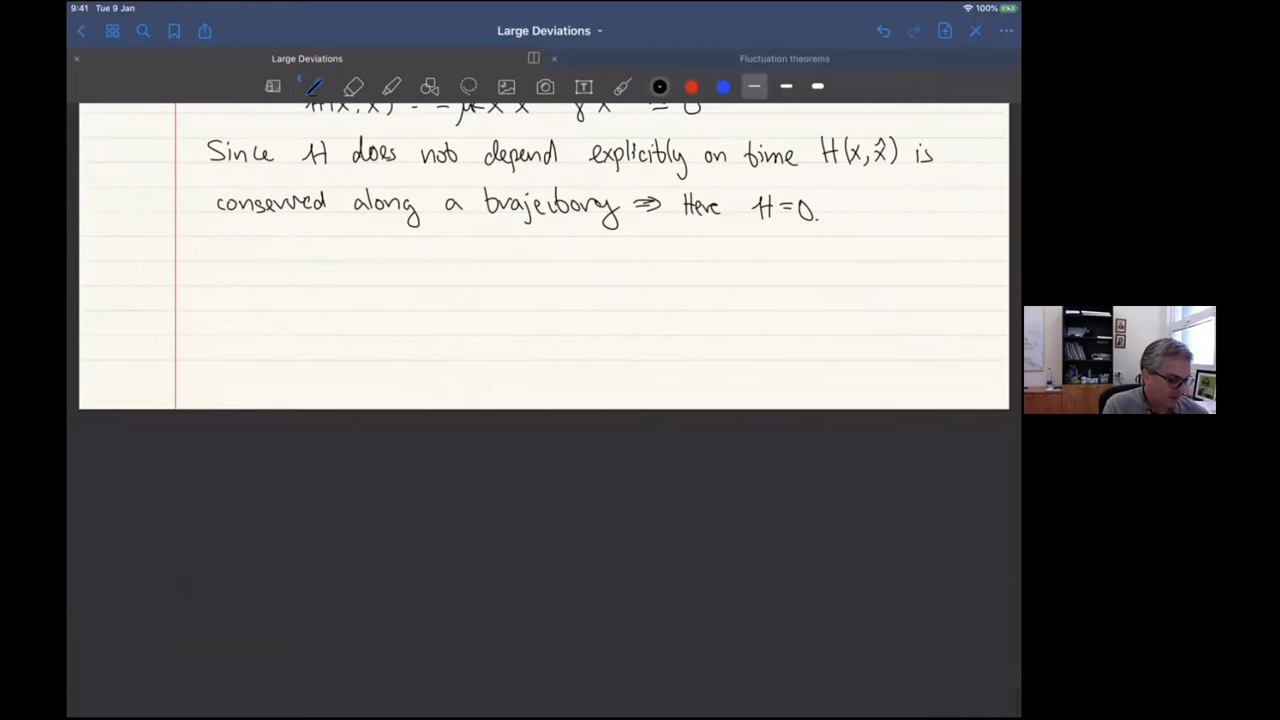 9:41 Tue 9 Jan
100%
Large Deviations
Large Deviations
Fluctuation theorems
Since H does not depend explicitly on time H(x, x̂) is
conserved along a trajectory ⇒ Here H=0.